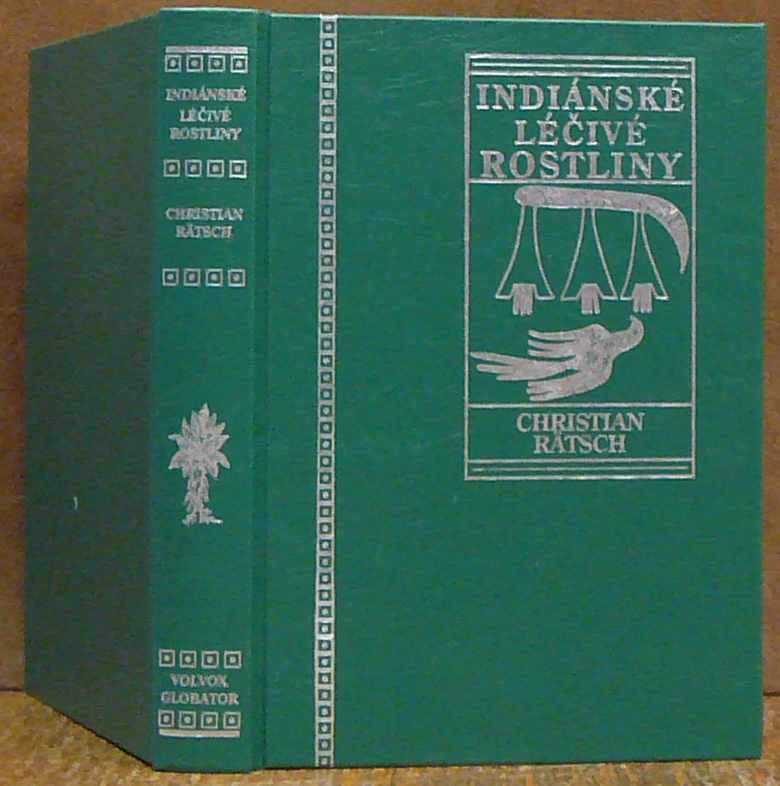 INDIÁNSKÉ
LÉČIVÉ
ROSTLINY
CHRISTIAN
RÄTSCH
VOLVOX
GLOBATOR
INDIÁNSKÉ
LÉČIVÉ
ROSTLINY
CHRISTIAN
RÄTSCH